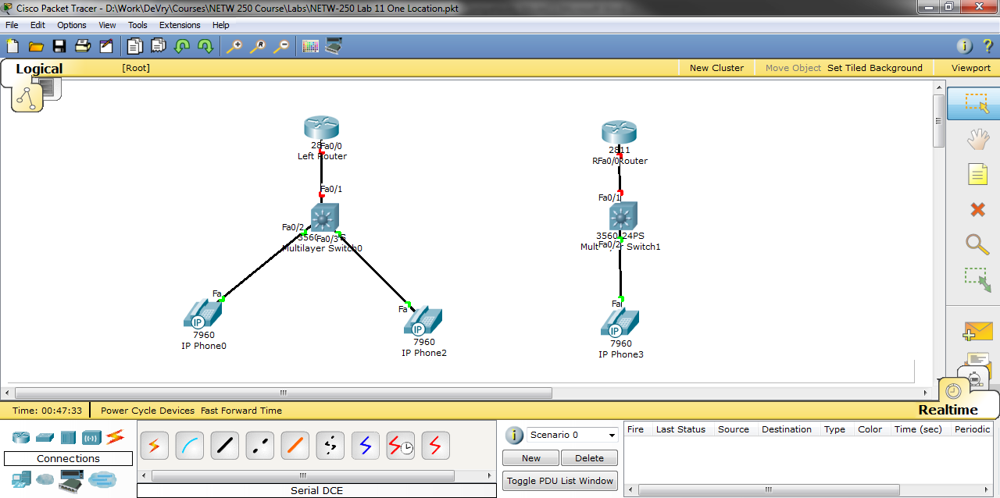 Cisco Packet Tracer - D:\Work\DeVry\Courses\NETW 250 Course\Labs\NETW-250 Lab 11 One Location.pkt
File Edit Options View Tools Extensions Help
Logical [Root] New Cluster Move Object Set Tiled Background Viewport
Fa0/0
Left Router
Fa0/1
Fa0/2
Fa0/3
Multilayer Switch0
Fa
7960
IP Phone0
Fa
7960
IP Phone2
2811
Fa0/0
Router
Fa0/1
3560-24PS
Fa0/2
Switch1
Fa
7960
IP Phone3
Time: 00:47:33 Power Cycle Devices Fast Forward Time Realtime
Connections
Serial DCE
Scenario 0
New Delete
Toggle PDU List Window
Fire Last Status Source Destination Type Color Time (sec) Periodic